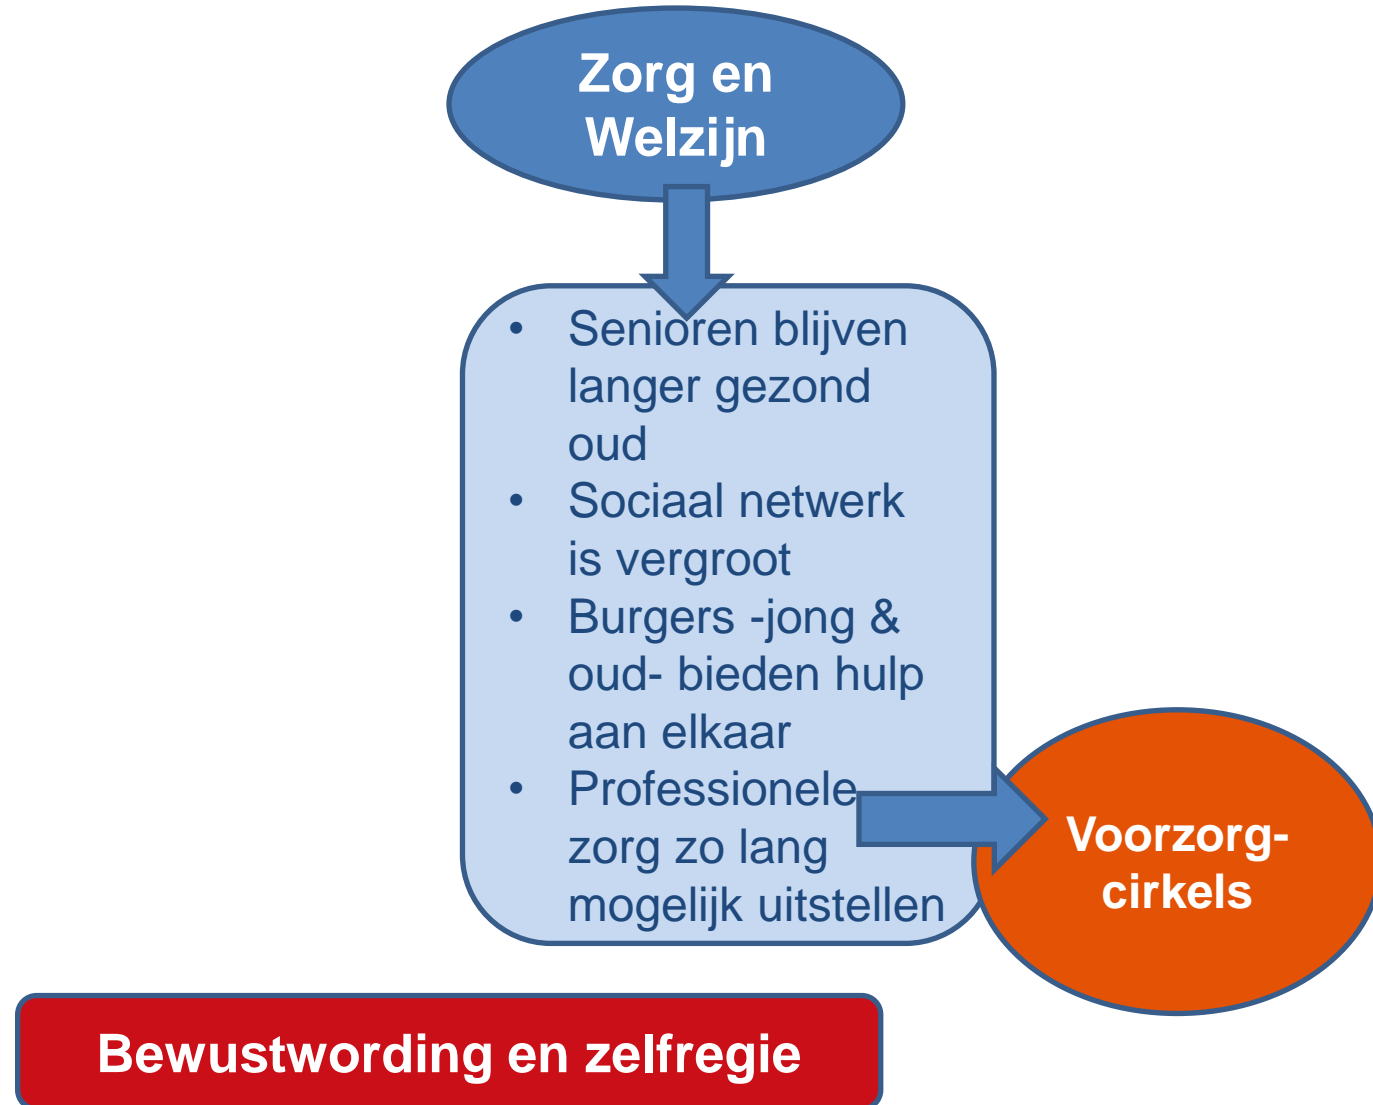 Zorg en
Welzijn
• Senioren blijven
langer gezond
oud
• Sociaal netwerk
is vergroot
• Burgers -jong &
oud- bieden hulp
aan elkaar
• Professionele
zorg zo lang
mogelijk uitstellen
Voorzorg-
cirkels
Bewustwording en zelfregie